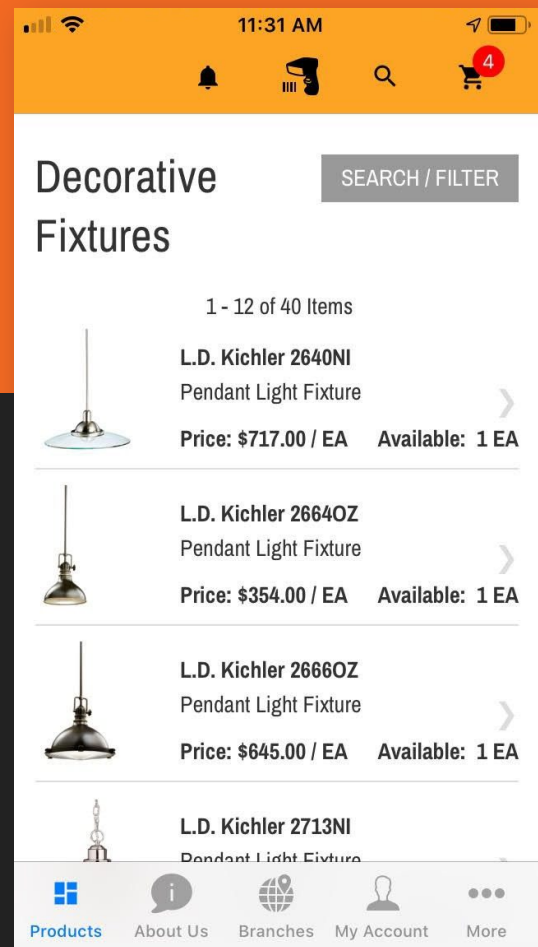 11:31 AM
4
Decorative
Fixtures
SEARCH / FILTER
1 - 12 of 40 Items
L.D. Kichler 2640NI
Pendant Light Fixture
Price: $717.00 / EA Available: 1 EA
L.D. Kichler 2664OZ
Pendant Light Fixture
Price: $354.00 / EA Available: 1 EA
L.D. Kichler 2666OZ
Pendant Light Fixture
Price: $645.00 / EA Available: 1 EA
L.D. Kichler 2713NI
Pendant Light Fixture
Products About Us Branches My Account More